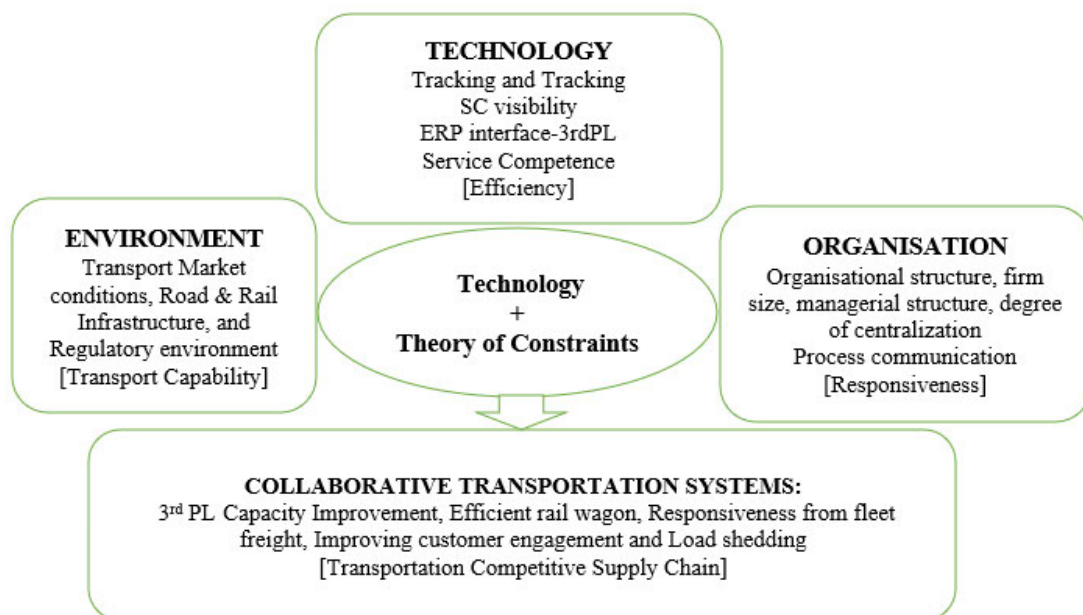 TECHNOLOGY
Tracking and Tracking
SC visibility
ERP interface-3rdPL
Service Competence
[Efficiency]
ENVIRONMENT
Transport Market
conditions, Road & Rail
Infrastructure, and
Regulatory environment
[Transport Capability]
Technology
+
Theory of Constraints
ORGANISATION
Organisational structure, firm
size, managerial structure, degree
of centralization
Process communication
[Responsiveness]
COLLABORATIVE TRANSPORTATION SYSTEMS:
3rd PL Capacity Improvement, Efficient rail wagon, Responsiveness from fleet
freight, Improving customer engagement and Load shedding
[Transportation Competitive Supply Chain]